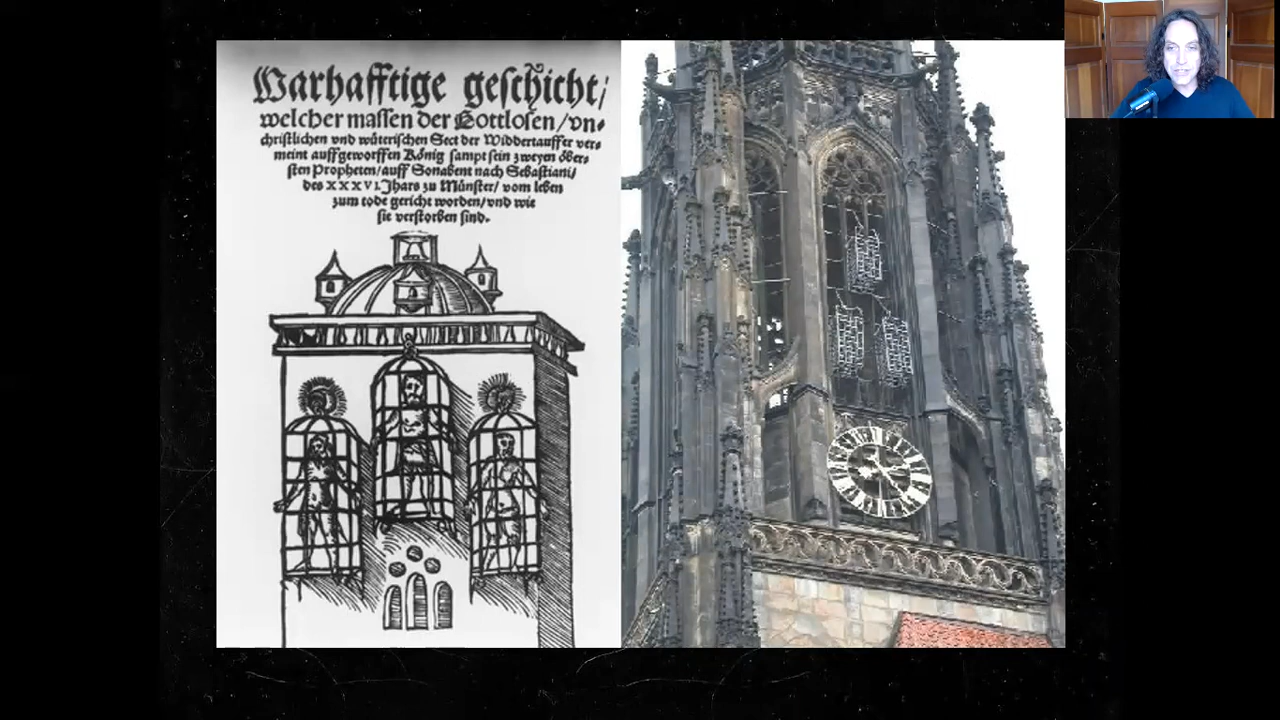 Warhafftige geschicht/
welcher massen der Gottlosen/vn-
christlichen vnd wüterischen Sect der Widdertauffer ver-
meint auffgeworffen König sampt sein zweyen öber-
sten Propheten/auff Sonabent nach Sebastiani/
des XXXVI. Jhars zu Münster/ vom leben
zum tode gericht worden/vnd wie
sie verstorben sind.